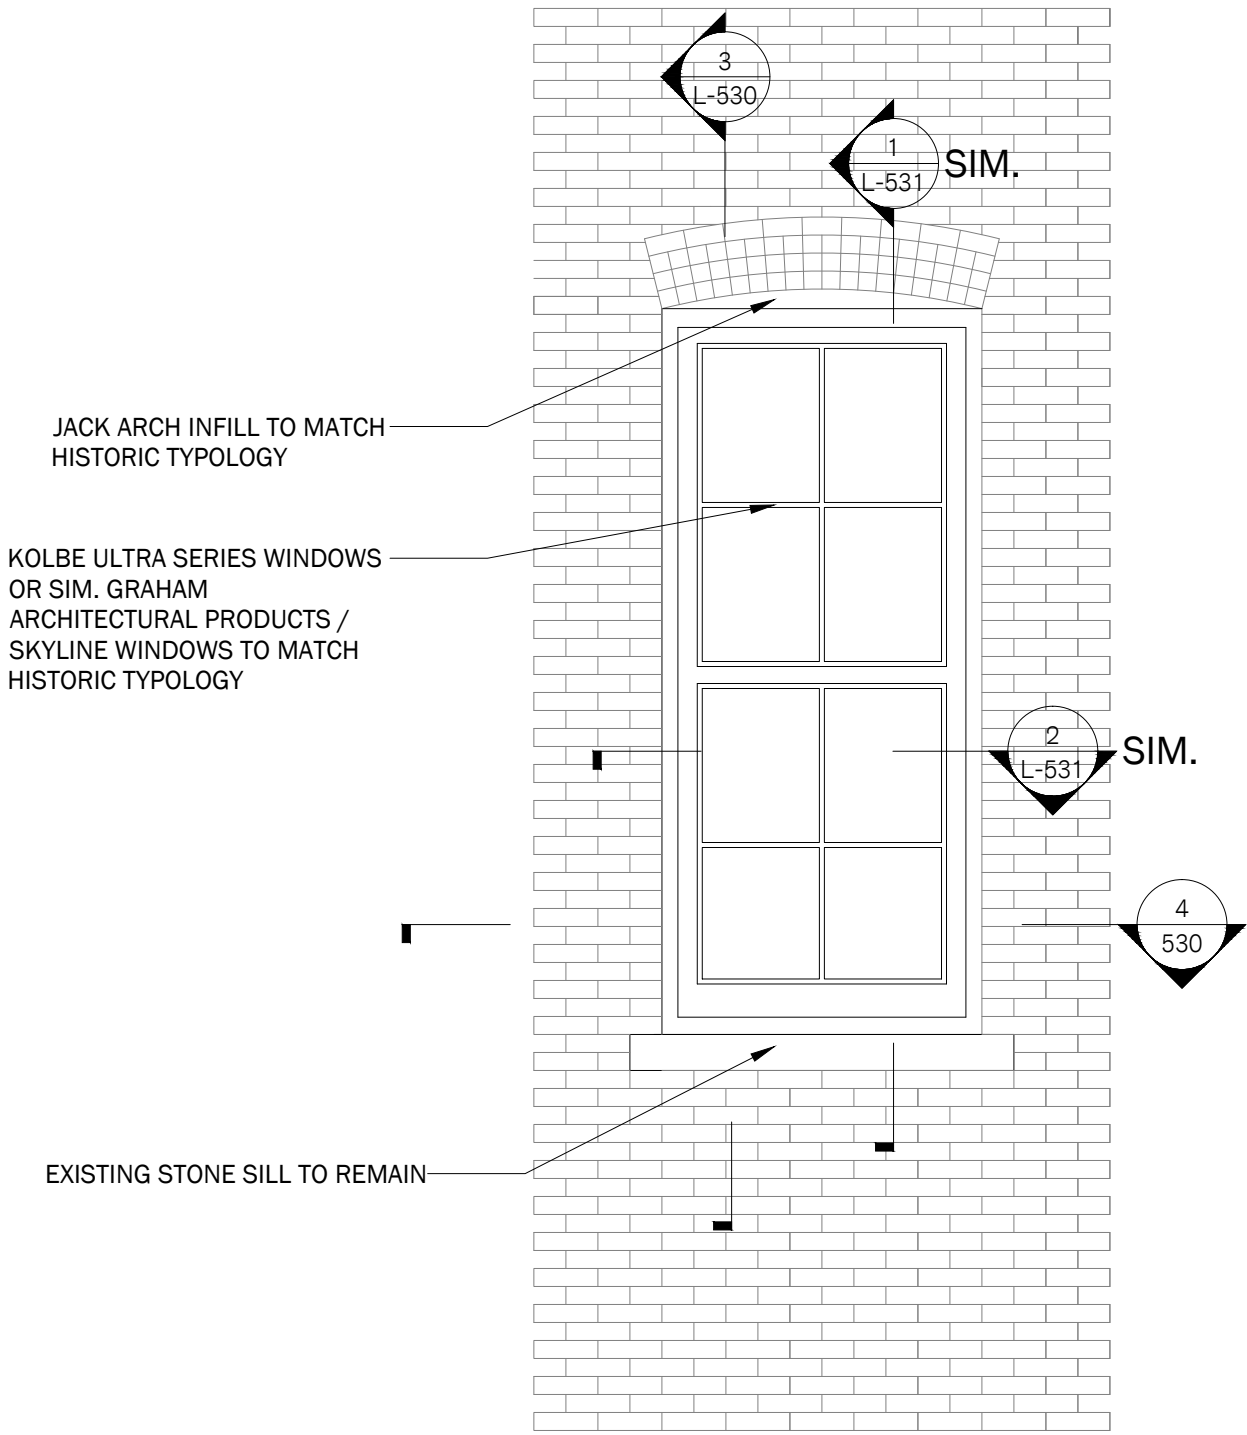 3
L-530
1
L-531
SIM.
JACK ARCH INFILL TO MATCH
HISTORIC TYPOLOGY
KOLBE ULTRA SERIES WINDOWS
OR SIM. GRAHAM
ARCHITECTURAL PRODUCTS /
SKYLINE WINDOWS TO MATCH
HISTORIC TYPOLOGY
2
L-531
SIM.
4
530
EXISTING STONE SILL TO REMAIN